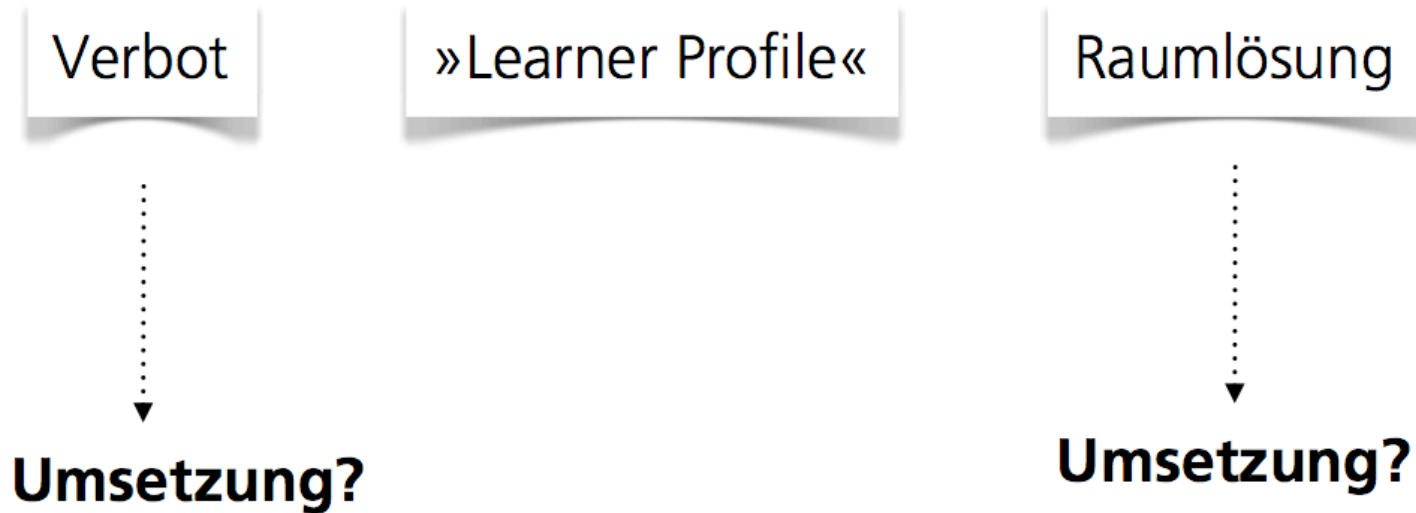 Verbot
»Learner Profile«
Raumlösung
Umsetzung?
Umsetzung?